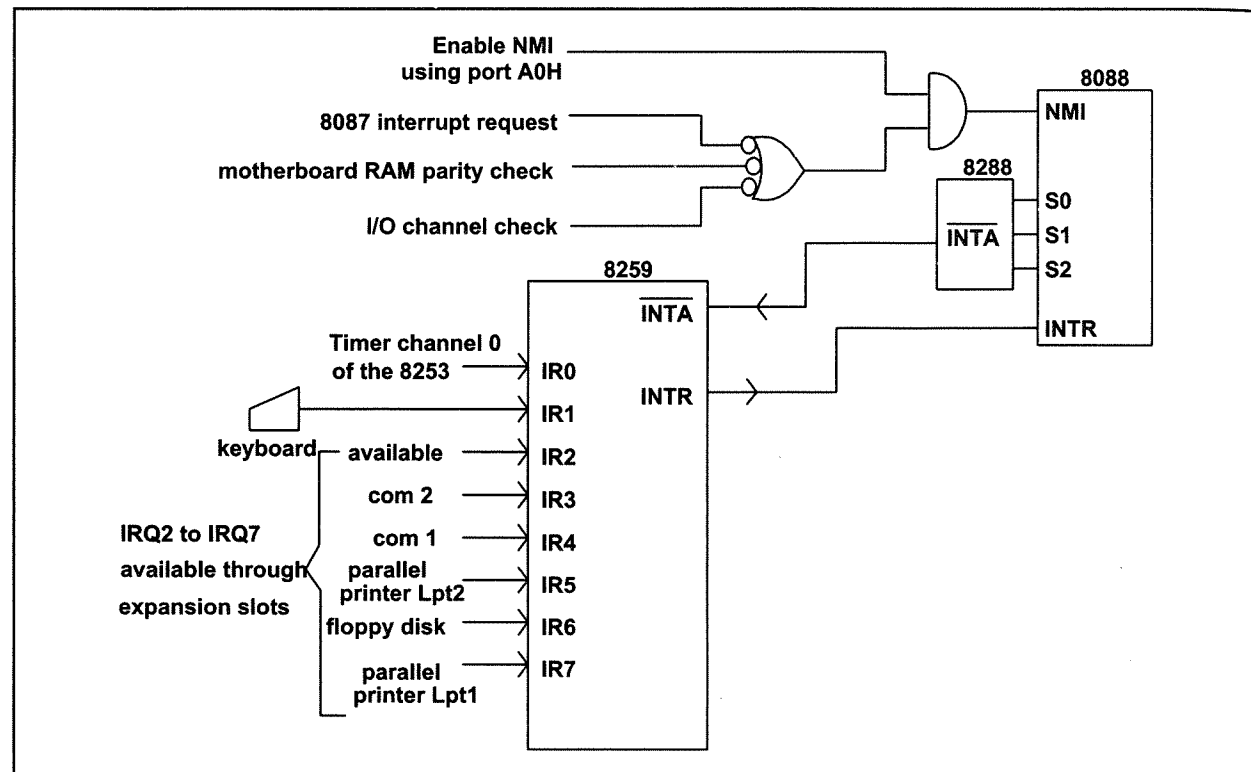 Enable NMI
using port A0H
8088
8087 interrupt request
NMI
motherboard RAM parity check
8288
S0
I/O channel check
INTA
S1
S2
8259
INTA
INTR
Timer channel 0
of the 8253
IR0
INTR
IR1
keyboard
available
IR2
com 2
IR3
IRQ2 to IRQ7
available through
expansion slots
com 1
IR4
parallel
printer Lpt2
IR5
floppy disk
IR6
parallel
printer Lpt1
IR7